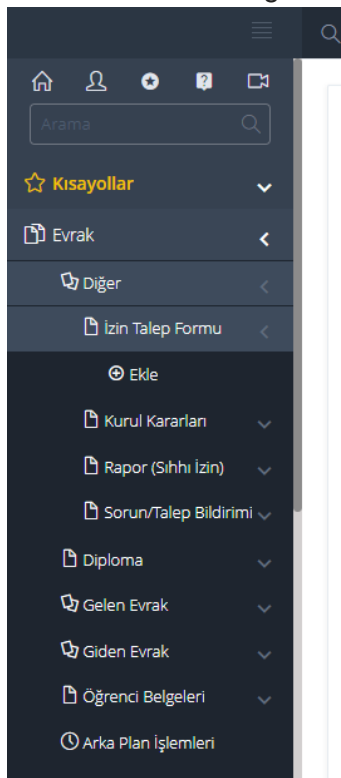 Arama
Kısayollar
Evrak
Diğer
İzin Talep Formu
Ekle
Kurul Kararları
Rapor (Sıhhı İzin)
Sorun/Talep Bildirimi
Diploma
Gelen Evrak
Giden Evrak
Öğrenci Belgeleri
Arka Plan İşlemleri